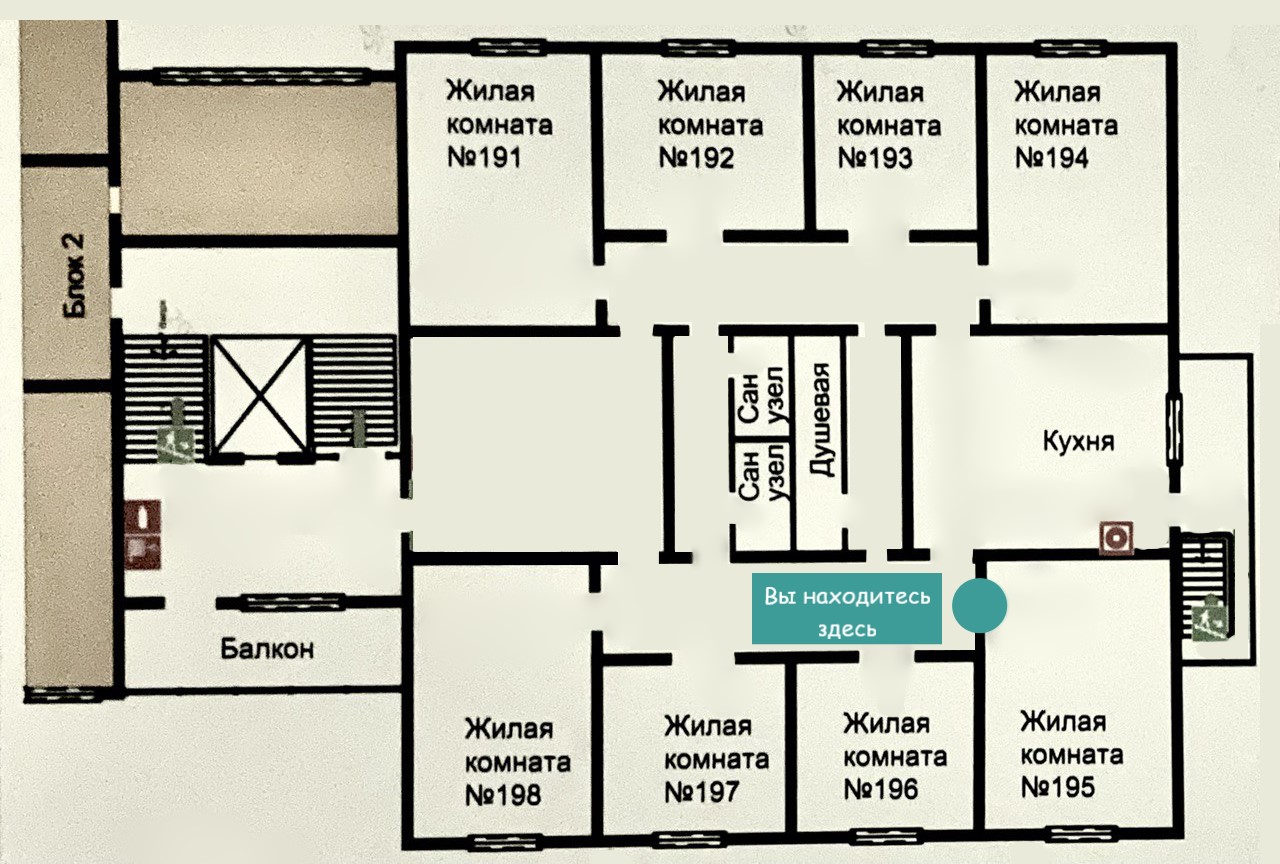 Жилая
комната
№191
Жилая
комната
№192
Жилая
комната
№193
Жилая
комната
№194
Блок 2
Сан
узел
Сан
узел
Душевая
Кухня
Вы находитесь
здесь
Балкон
Жилая
комната
№198
Жилая
комната
№197
Жилая
комната
№196
Жилая
комната
№195